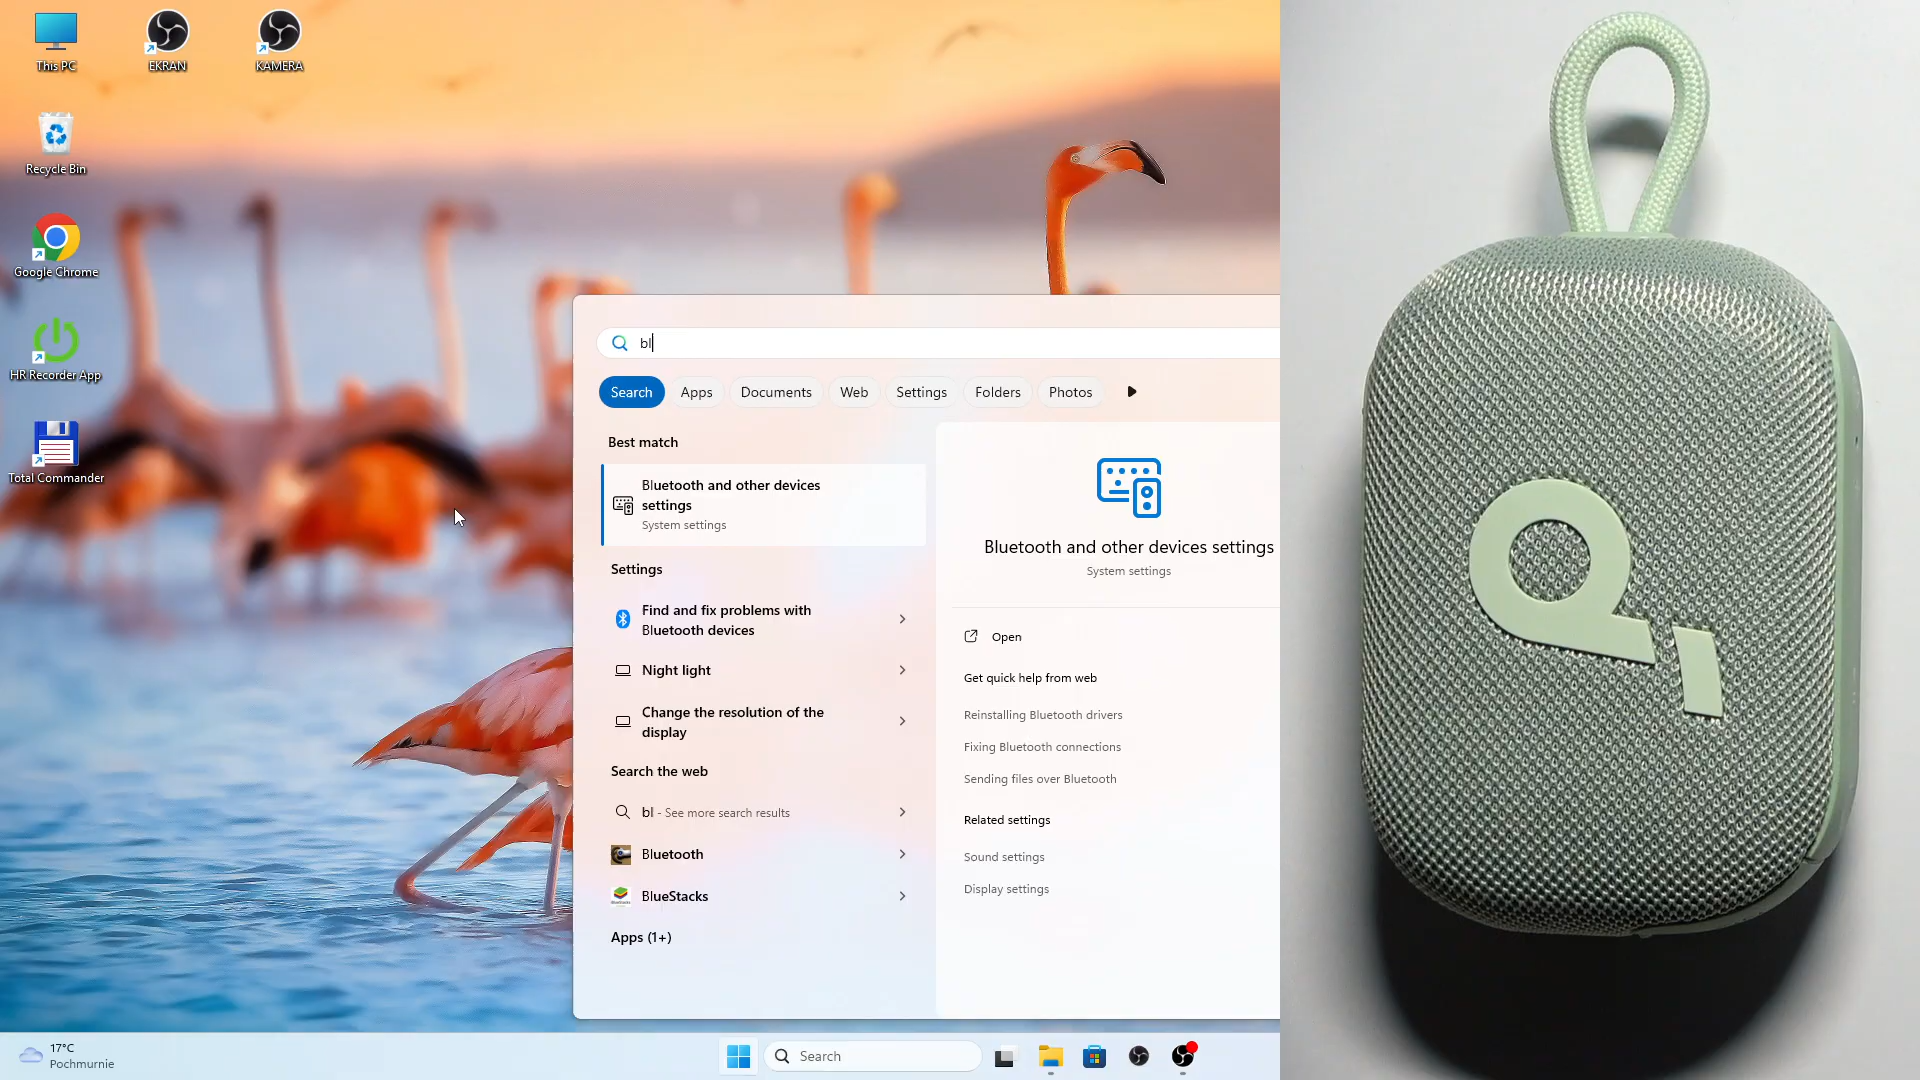 This PC
EKRAN
KAMERA
Recycle Bin
Google Chrome
HR Recorder App
Total Commander
bl
Search
Apps
Documents
Web
Settings
Folders
Photos
Best match
Bluetooth and other devices
settings
System settings
Settings
Find and fix problems with
Bluetooth devices
Night light
Change the resolution of the
display
Search the web
bl - See more search results
Bluetooth
BlueStacks
Apps (1+)
Bluetooth and other devices settings
System settings
Open
Get quick help from web
Reinstalling Bluetooth drivers
Fixing Bluetooth connections
Sending files over Bluetooth
Related settings
Sound settings
Display settings
17°C
Pochmurnie
Search